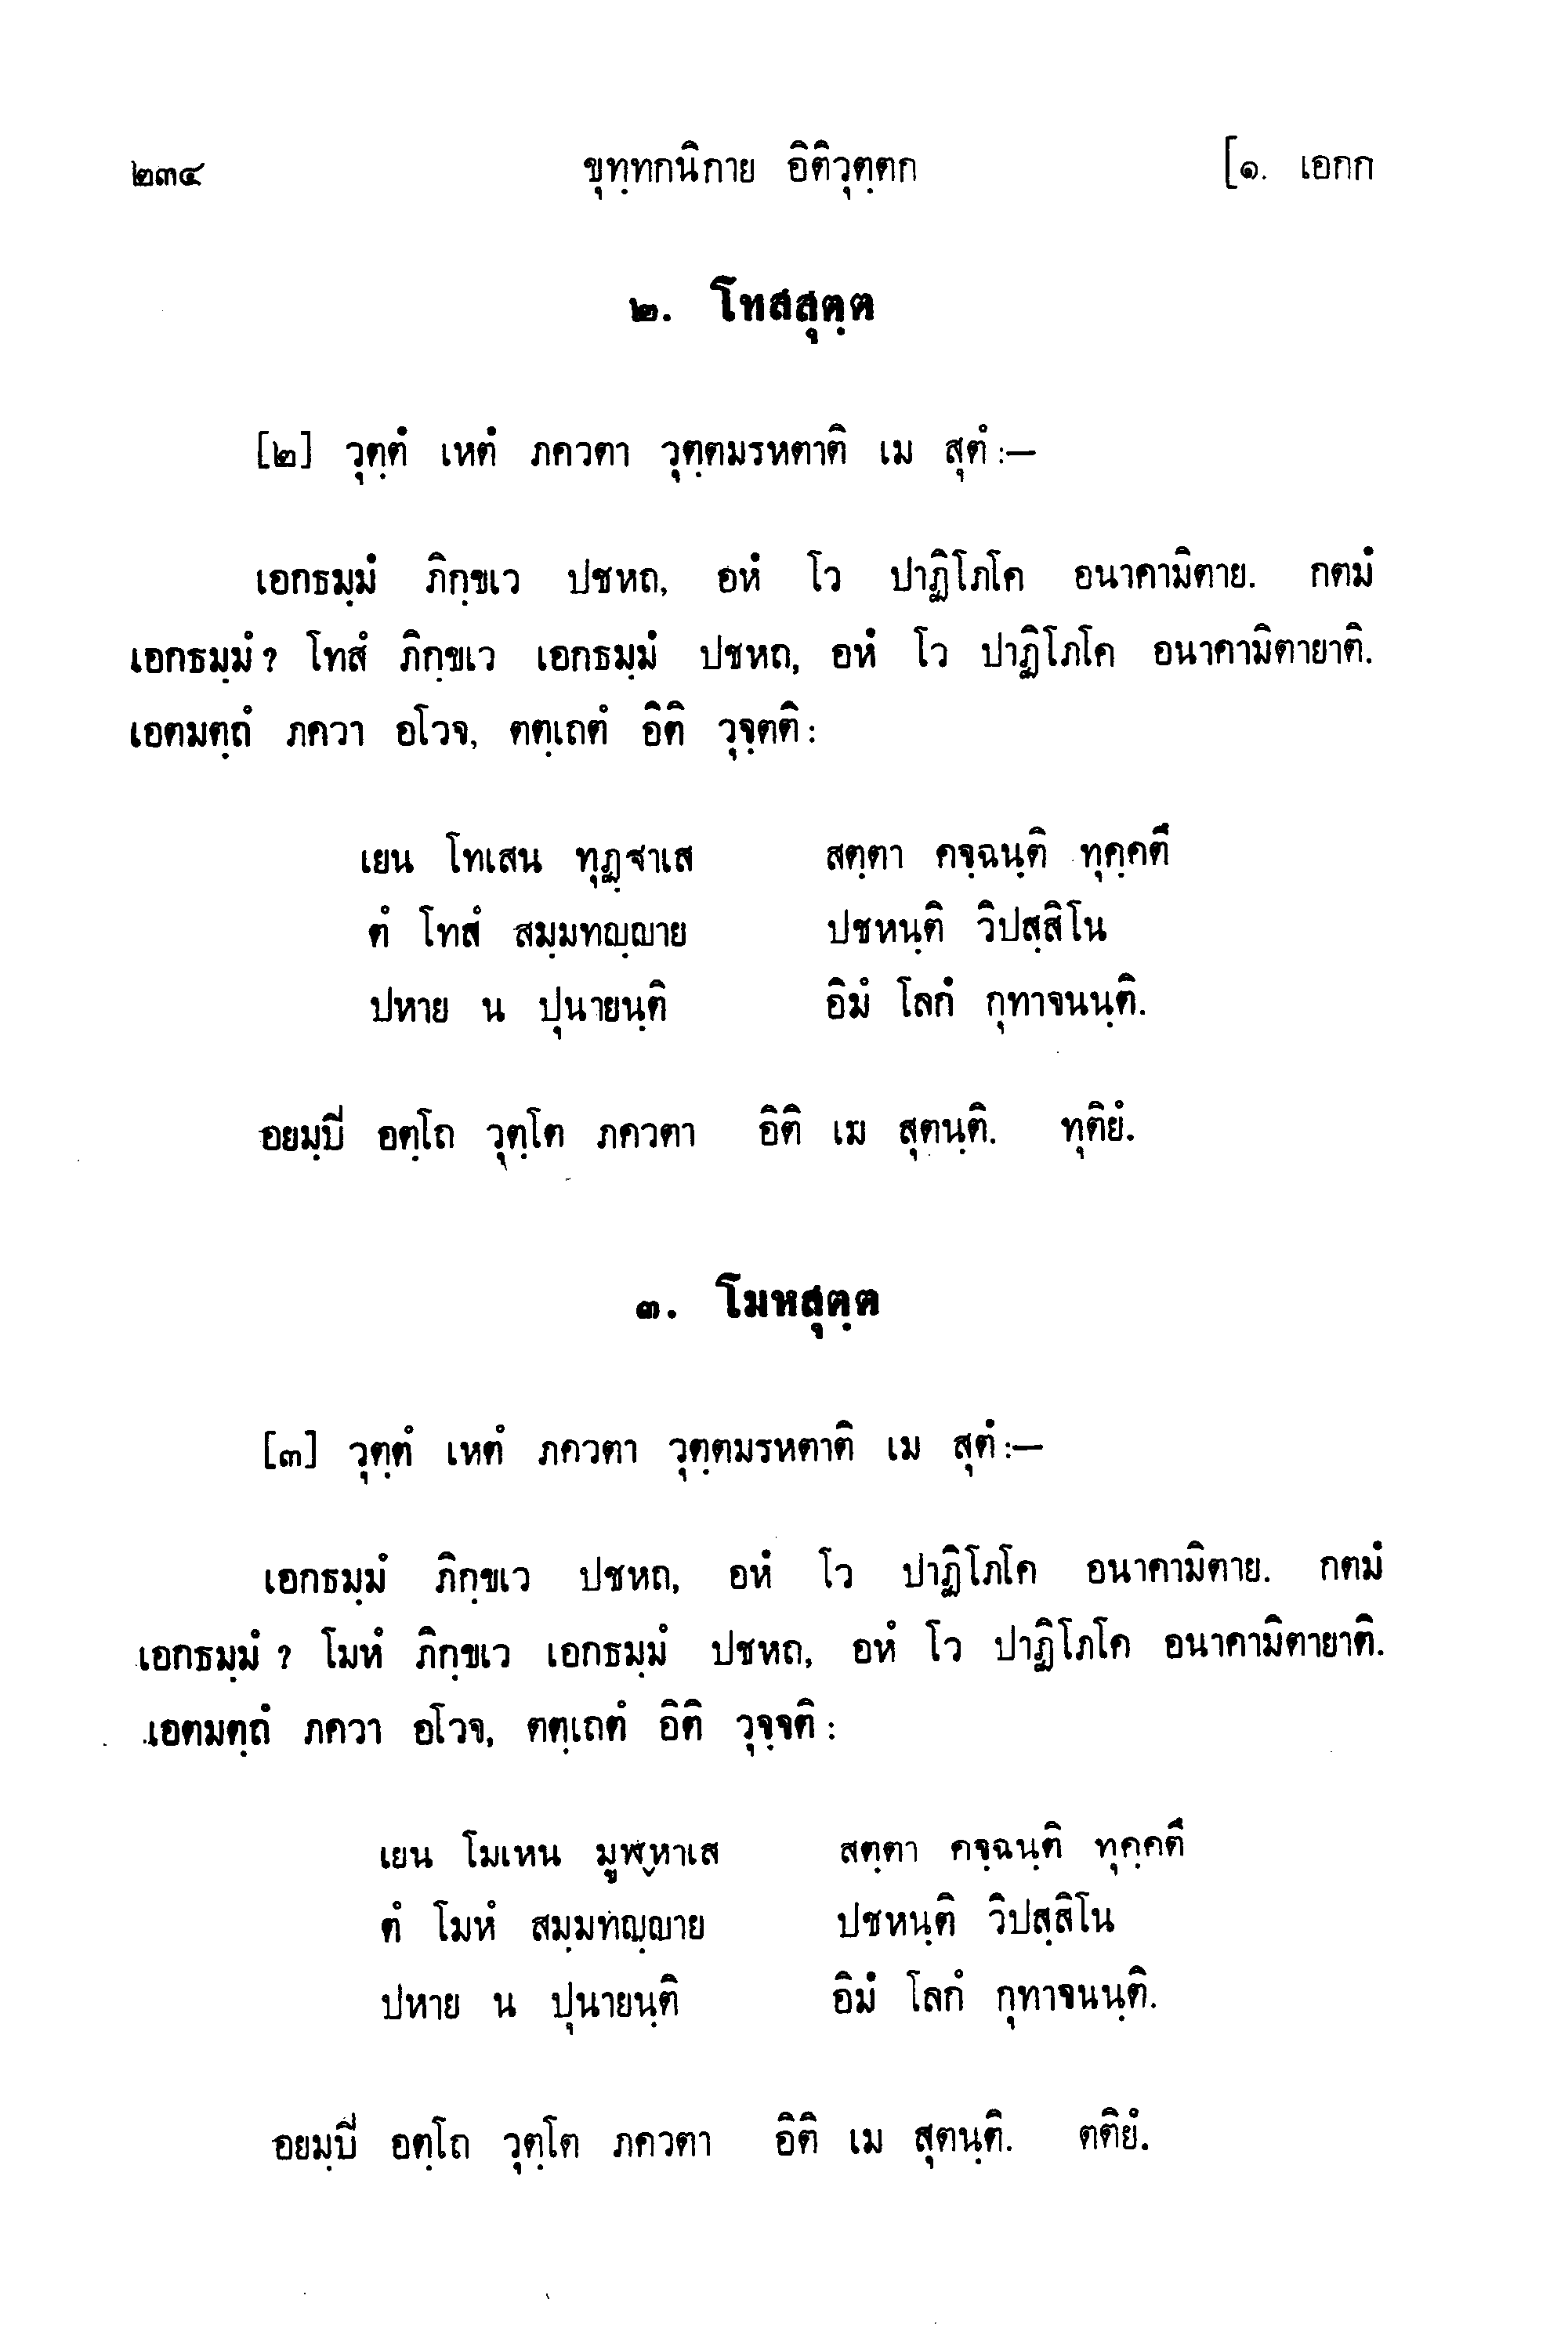 ๒๓๔ ขุทฺทกนิกาย อิติวุตฺตก [๑. เอกก
๒. โทสสุตฺต
[๒] วุตฺตํ เหตํ ภควตา วุตฺตมรหตาติ เม สุตํ :—
เอกธมฺมํ ภิกฺขเว ปชหถ, อหํ โว ปาฏิโภโค อนาคามิตาย. กตมํ
เอกธมฺมํ ? โทสํ ภิกฺขเว เอกธมฺมํ ปชหถ, อหํ โว ปาฏิโภโค อนาคามิตายาติ.
เอตมตฺถํ ภควา อโวจ, ตตฺเถตํ อิติ วุจฺตติ :
เยน โทเสน ทุฏฺฐาเส สตฺตา คจฺฉนฺติ ทุคฺคตึ
ตํ โทสํ สมฺมทญฺญาย ปชหนฺติ วิปสฺสิโน
ปหาย น ปุนายนฺติ อิมํ โลกํ กุทาจนนฺติ.
อยมฺปิ อตฺโถ วุตฺโต ภควตา อิติ เม สุตนฺติ. ทุติยํ.
๓. โมหสุตฺต
[๓] วุตฺตํ เหตํ ภควตา วุตฺตมรหตาติ เม สุตํ :—
เอกธมฺมํ ภิกฺขเว ปชหถ, อหํ โว ปาฏิโภโค อนาคามิตาย. กตมํ
เอกธมฺมํ ? โมหํ ภิกฺขเว เอกธมฺมํ ปชหถ, อหํ โว ปาฏิโภโค อนาคามิตายาติ.
เอตมตฺถํ ภควา อโวจ, ตตฺเถตํ อิติ วุจฺจติ :
เยน โมเหน มูฬฺหาเส สตฺตา คจฺฉนฺติ ทุคฺคตึ
ตํ โมหํ สมฺมทญฺญาย ปชหนฺติ วิปสฺสิโน
ปหาย น ปุนายนฺติ อิมํ โลกํ กุทาจนนฺติ.
อยมฺปิ อตฺโถ วุตฺโต ภควตา อิติ เม สุตนฺติ. ตติยํ.